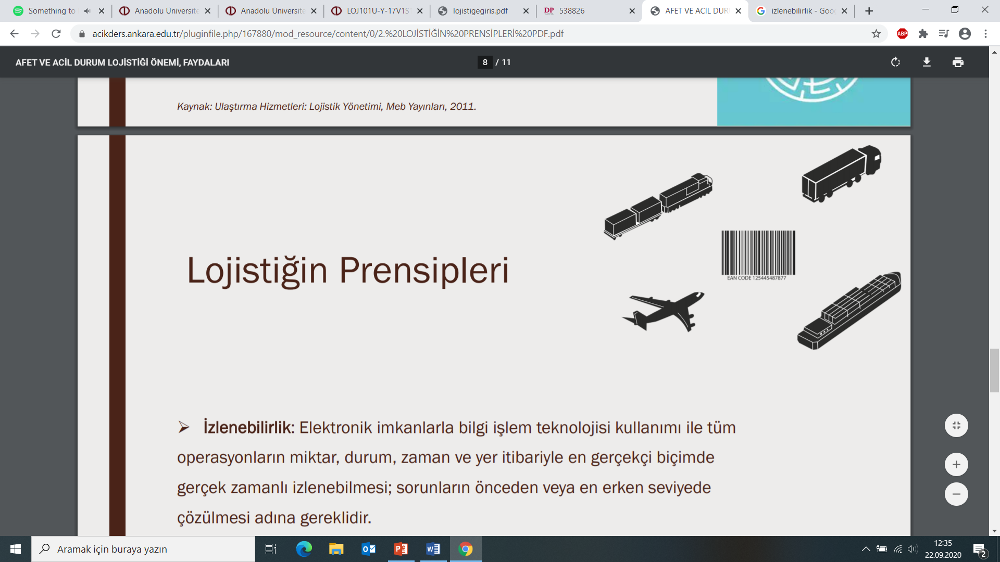 Something to
Anadolu Üniversite
Anadolu Üniversite
LOJ101U-Y-17V1S
lojistigegiris.pdf
DP 538826
AFET VE ACİL DUR
izlenebilirlik - Goo
acikders.ankara.edu.tr/pluginfile.php/167880/mod_resource/content/0/2.%20LOJİSTİĞİN%20PRENSİPLERİ%20PDF.pdf
ABP
AFET VE ACİL DURUM LOJİSTİĞİ ÖNEMİ, FAYDALARI
8 / 11
Kaynak: Ulaştırma Hizmetleri: Lojistik Yönetimi, Meb Yayınları, 2011.
Lojistiğin Prensipleri
EAN CODE 125445487877
➢ İzlenebilirlik: Elektronik imkanlarla bilgi işlem teknolojisi kullanımı ile tüm
operasyonların miktar, durum, zaman ve yer itibariyle en gerçekçi biçimde
gerçek zamanlı izlenebilmesi; sorunların önceden veya en erken seviyede
çözülmesi adına gereklidir.
Aramak için buraya yazın
12:35
22.09.2020
2